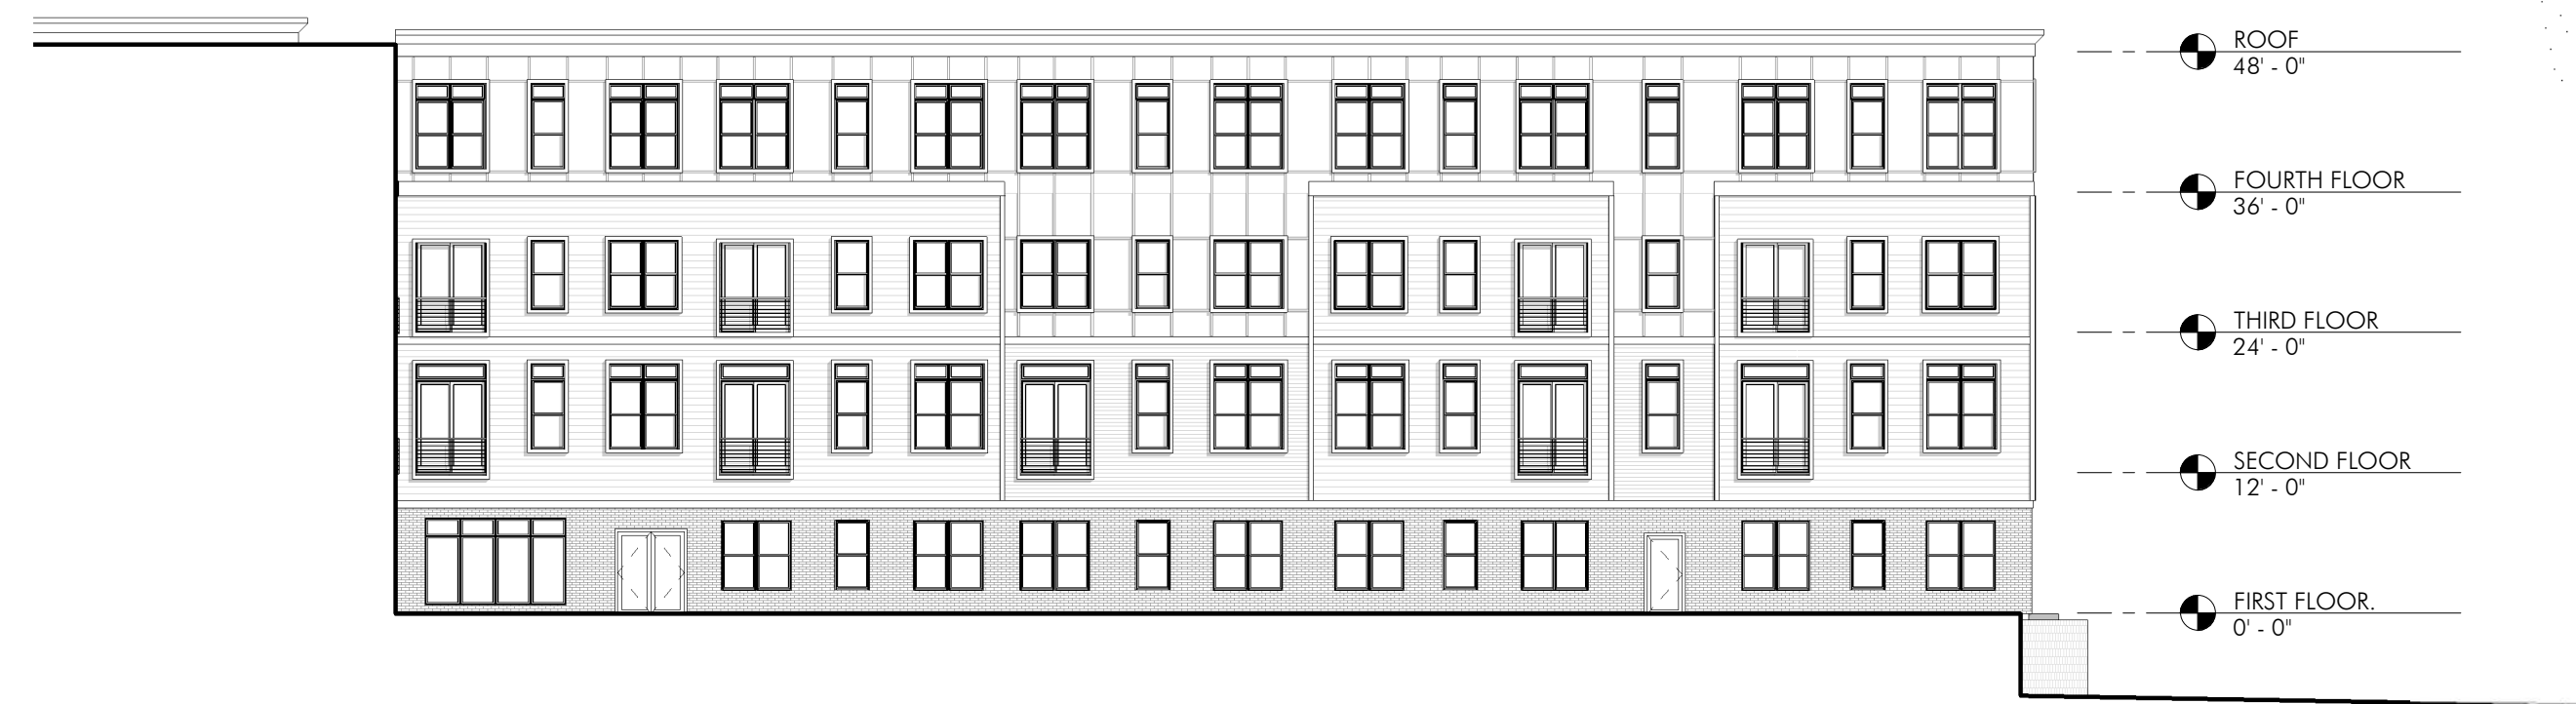 ROOF
48' - 0"
FOURTH FLOOR
36' - 0"
THIRD FLOOR
24' - 0"
SECOND FLOOR
12' - 0"
FIRST FLOOR.
0' - 0"